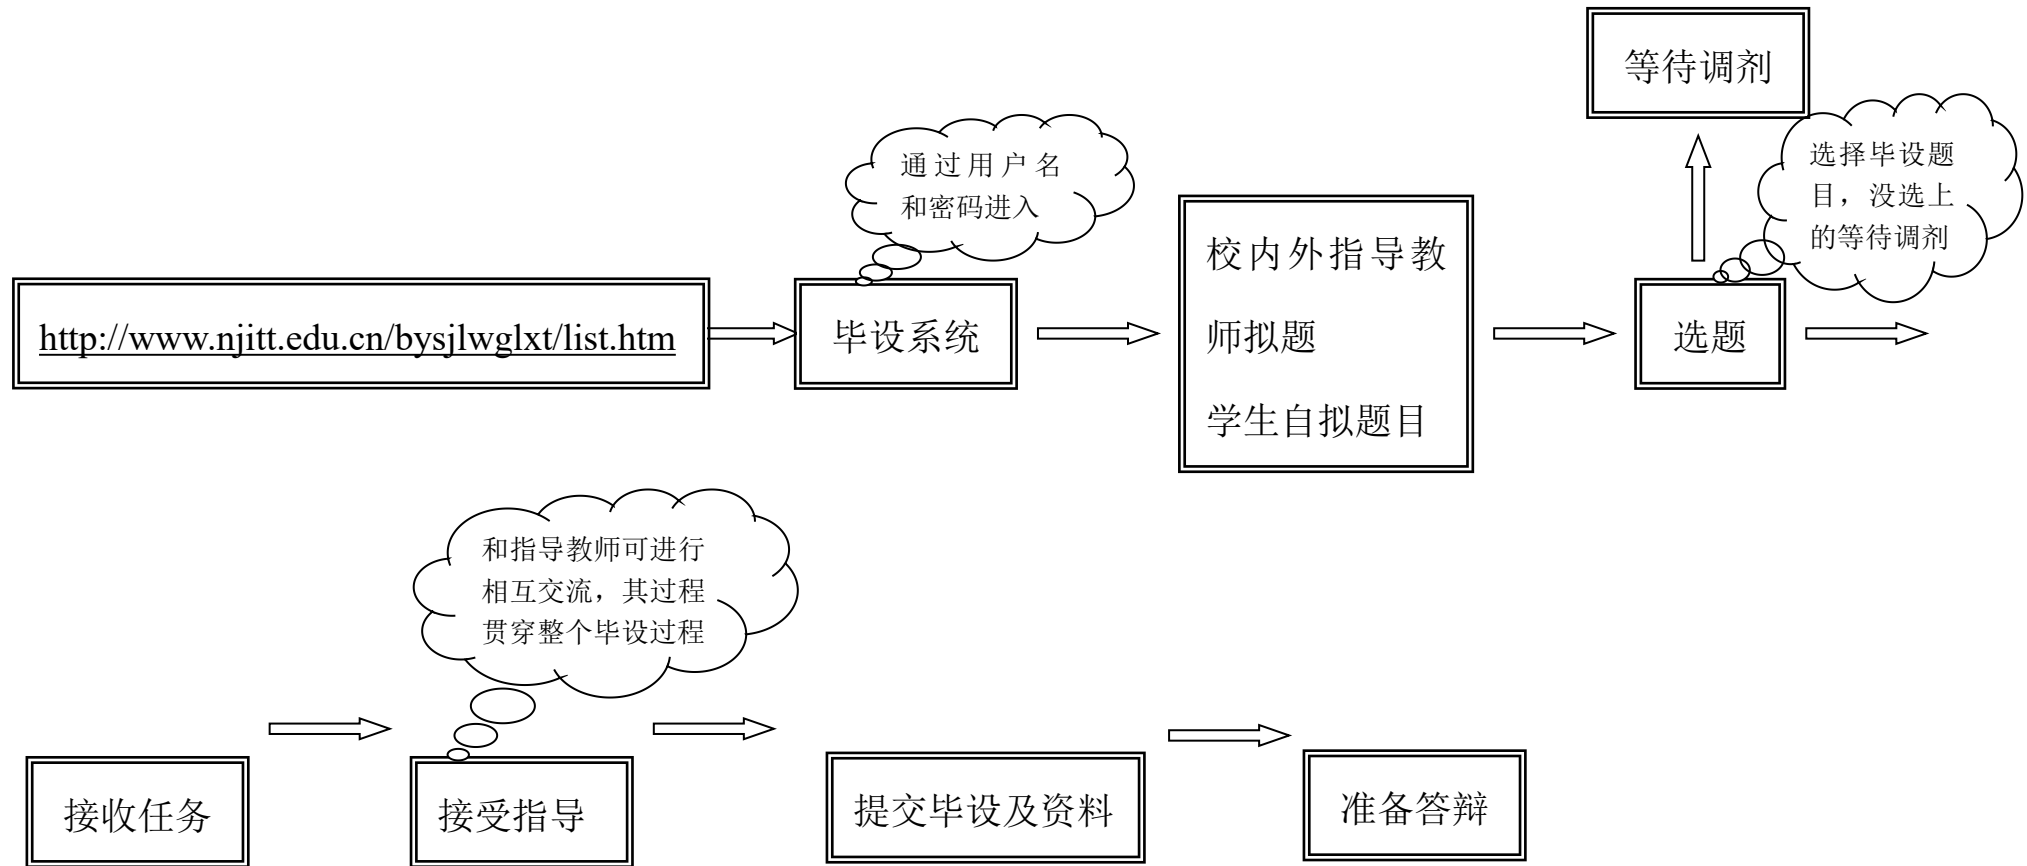 等待调剂
通过用户名
和密码进入
选择毕设题
目，没选上
的等待调剂
http://www.njitt.edu.cn/bysjlwglxt/list.htm
毕设系统
校内外指导教
师拟题
学生自拟题目
选题
和指导教师可进行
相互交流，其过程
贯穿整个毕设过程
接收任务
接受指导
提交毕设及资料
准备答辩